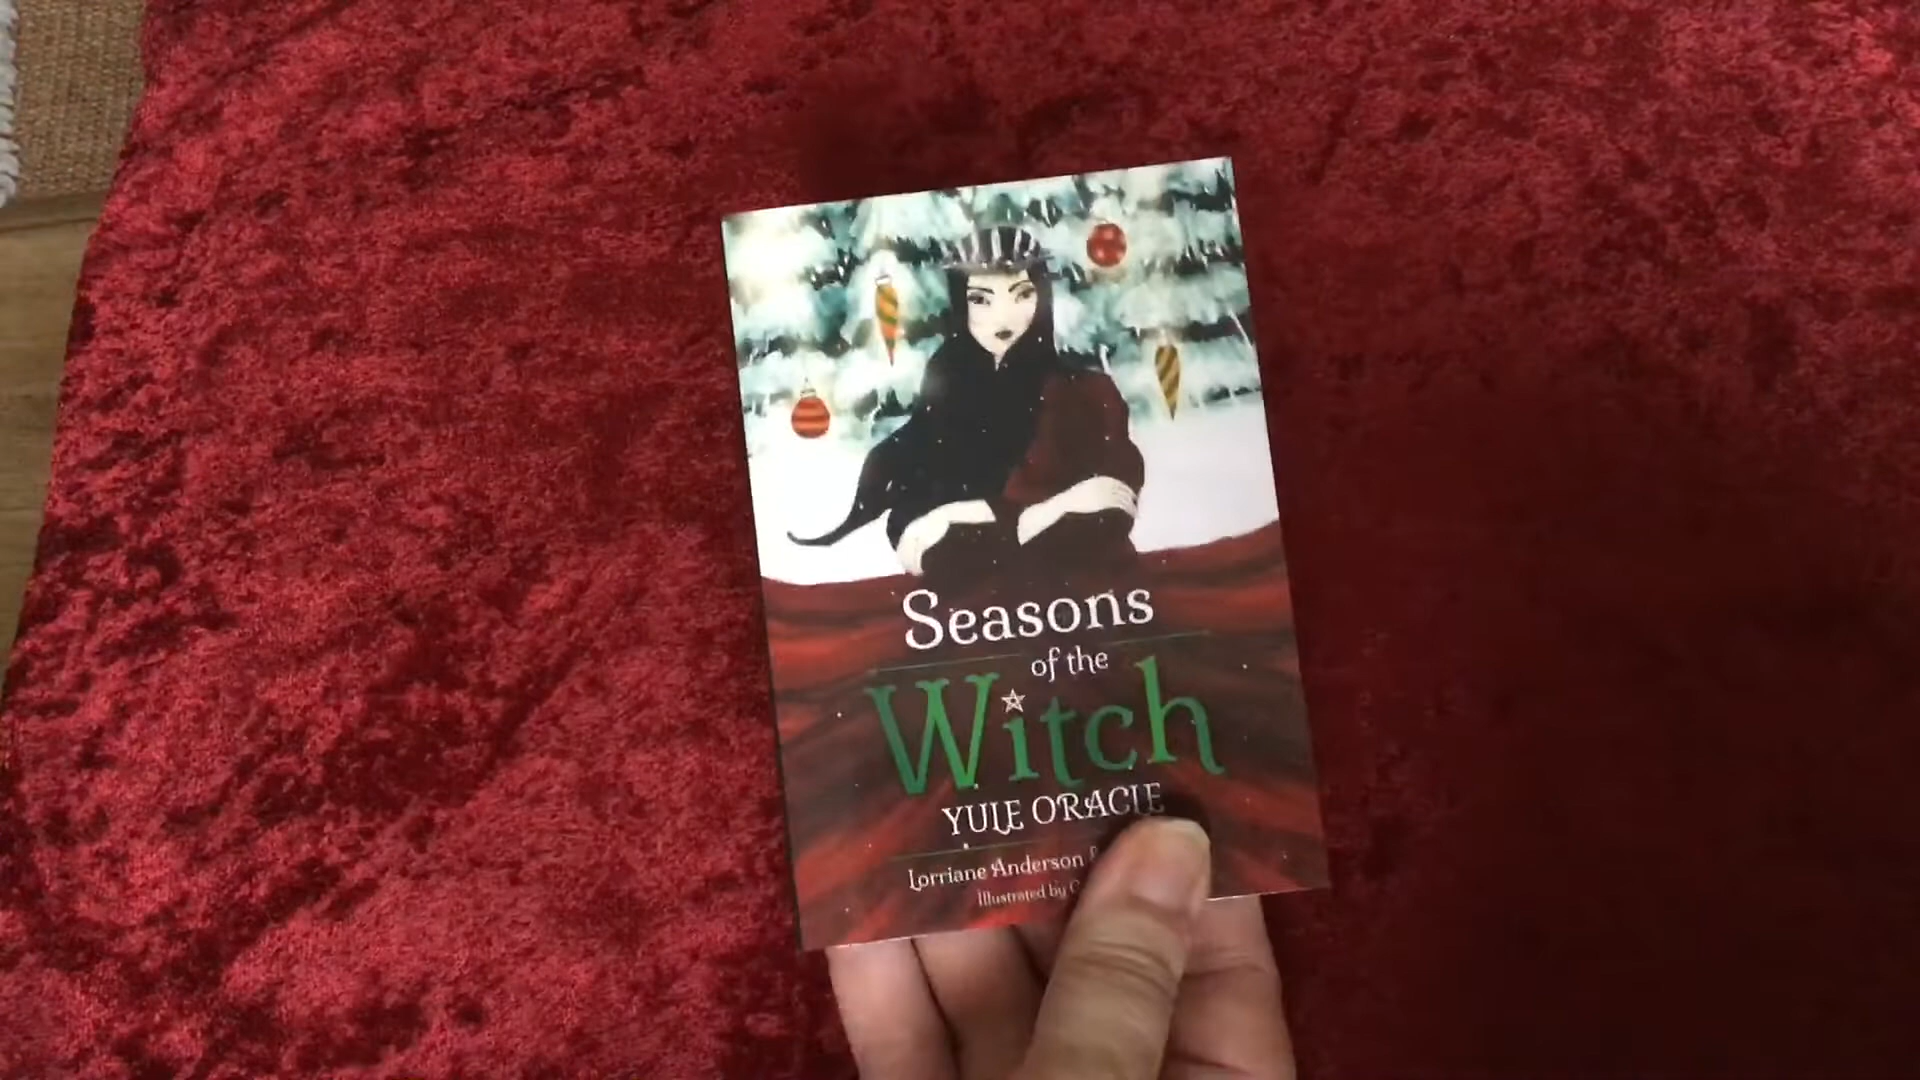 Seasons
of the
Witch
YULE ORACLE
Lorriane Anderson
Illustrated by